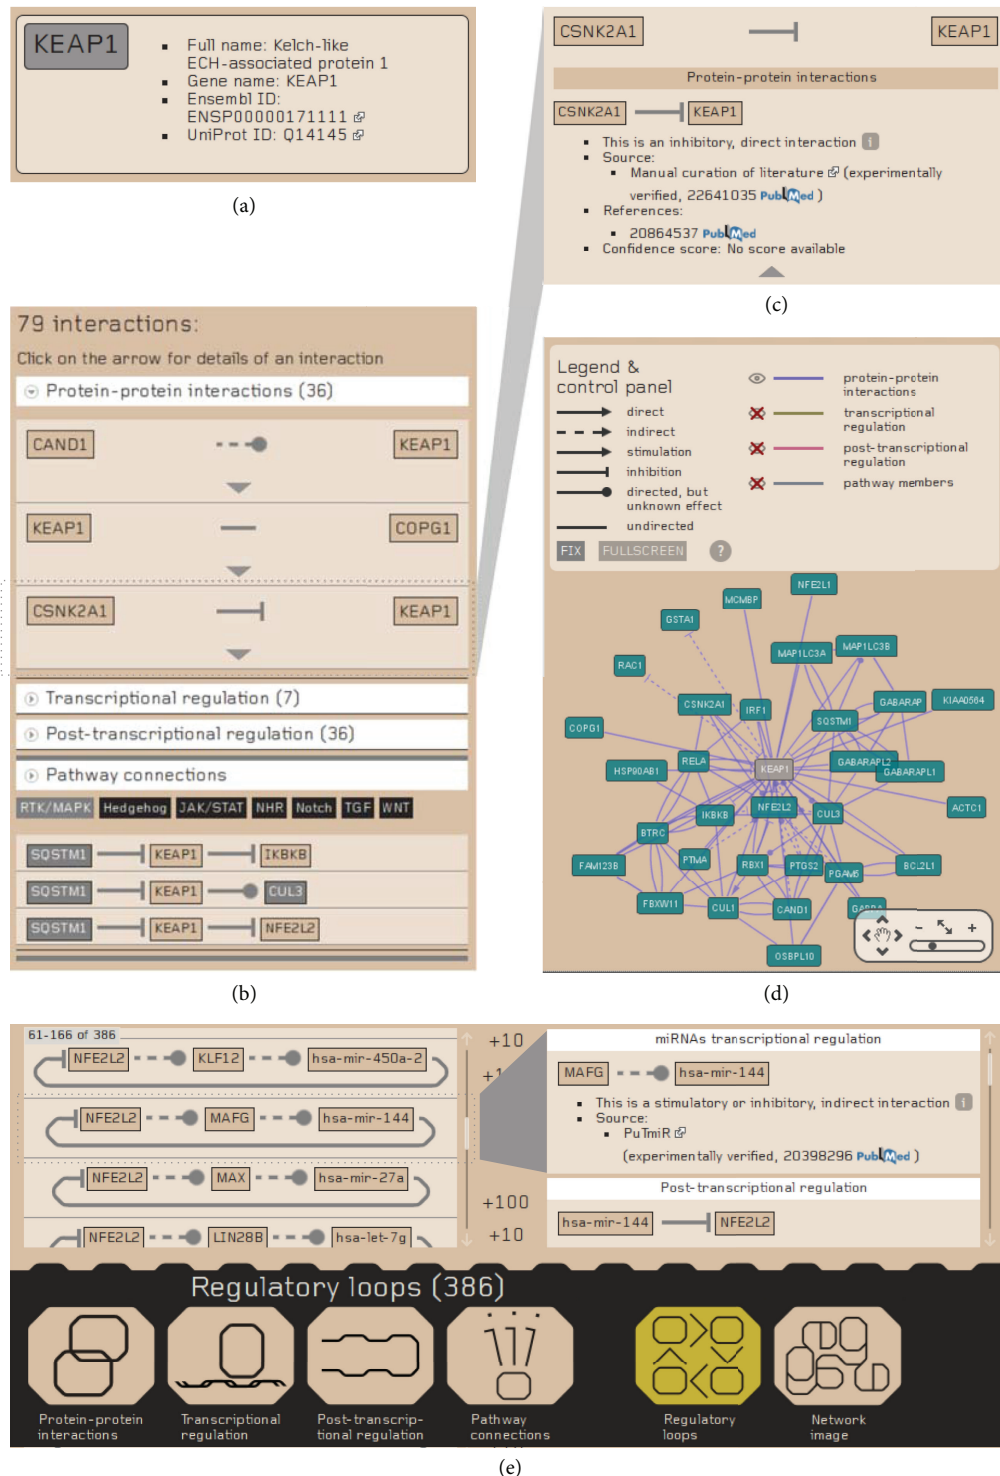 KEAP1
▪ Full name: Kelch-like
ECH-associated protein 1
▪ Gene name: KEAP1
▪ Ensembl ID:
ENSP00000171111
▪ UniProt ID: Q14145
(a)
CSNK2A1 KEAP1
Protein-protein interactions
CSNK2A1 KEAP1
▪ This is an inhibitory, direct interaction i
▪ Source:
▪ Manual curation of literature (experimentally
verified, 22641035 PubMed )
▪ References:
▪ 20864537 PubMed
▪ Confidence score: No score available
(c)
79 interactions:
Click on the arrow for details of an interaction
Protein-protein interactions (36)
CAND1 KEAP1
KEAP1 COPG1
CSNK2A1 KEAP1
Transcriptional regulation (7)
Post-transcriptional regulation (36)
Pathway connections
RTK/MAPK Hedgehog JAK/STAT NHR Notch TGF WNT
SQSTM1 KEAP1 IKBKB
SQSTM1 KEAP1 CUL3
SQSTM1 KEAP1 NFE2L2
(b)
Legend &
control panel
direct
indirect
stimulation
inhibition
directed, but
unknown effect
undirected
protein-protein
interactions
transcriptional
regulation
post-transcriptional
regulation
pathway members
FIX FULLSCREEN ?
NFE2L1
MCMBP
GSTA1
MAP1LC3A MAP1LC3B
RAC1
CSNK2A1 IRF1 SQSTM1 GABARAP KIAA0564
COPG1
HSP90AB1 RELA KEAP1 GABARAPL2 GABARAPL1
IKBKB NFE2L2 CUL3 ACTC1
BTRC
FAM123B PTMA RBX1 PTGS2 PGAM5 BCL2L1
FBXW11 CUL1 CAND1
OSBPL10
- +
(d)
61-166 of 386
NFE2L2 KLF12 hsa-mir-450a-2
NFE2L2 MAFG hsa-mir-144
NFE2L2 MAX hsa-mir-27a
NFE2L2 LIN28B hsa-let-7g
+10
+100
+10
miRNAs transcriptional regulation
MAFG hsa-mir-144
▪ This is a stimulatory or inhibitory, indirect interaction i
▪ Source:
▪ PuTmiR
(experimentally verified, 20398296 PubMed )
Post-transcriptional regulation
hsa-mir-144 NFE2L2
Regulatory loops (386)
Protein-protein
interactions
Transcriptional
regulation
Post-transcrip-
tional regulation
Pathway
connections
Regulatory
loops
Network
image
(e)